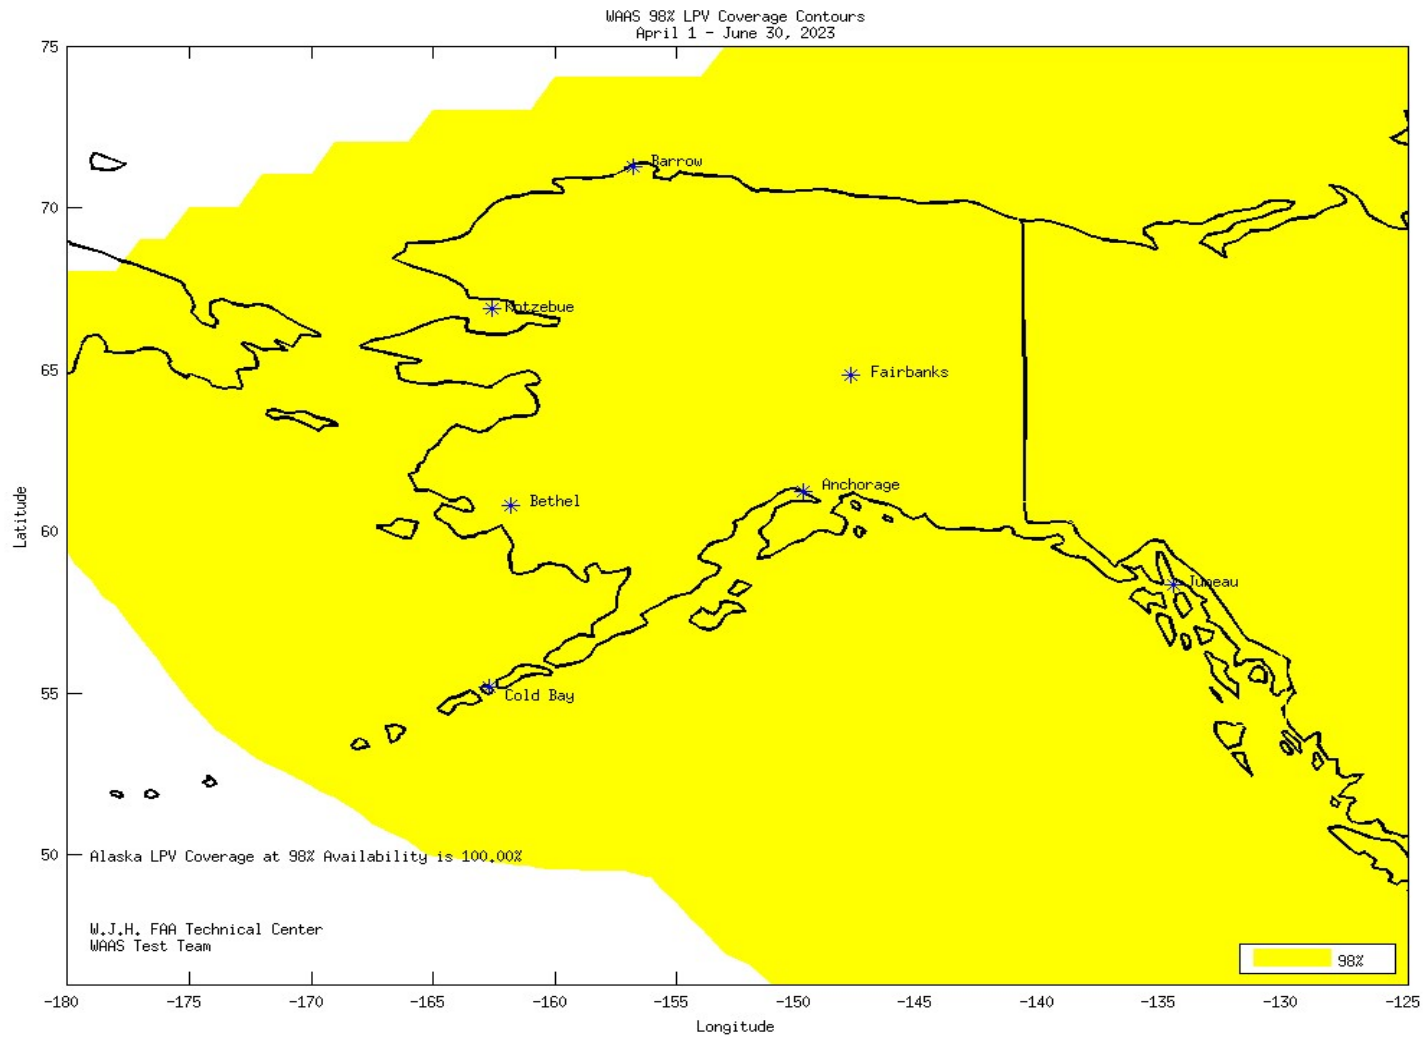 WAAS 98% LPV Coverage Contours
April 1 - June 30, 2023
75
70
65
60
55
50
Latitude
Barrow
Kotzebue
Fairbanks
Anchorage
Bethel
Juneau
Cold Bay
Alaska LPV Coverage at 98% Availability is 100.00%
W.J.H. FAA Technical Center
WAAS Test Team
98%
-180 -175 -170 -165 -160 -155 -150 -145 -140 -135 -130 -125
Longitude